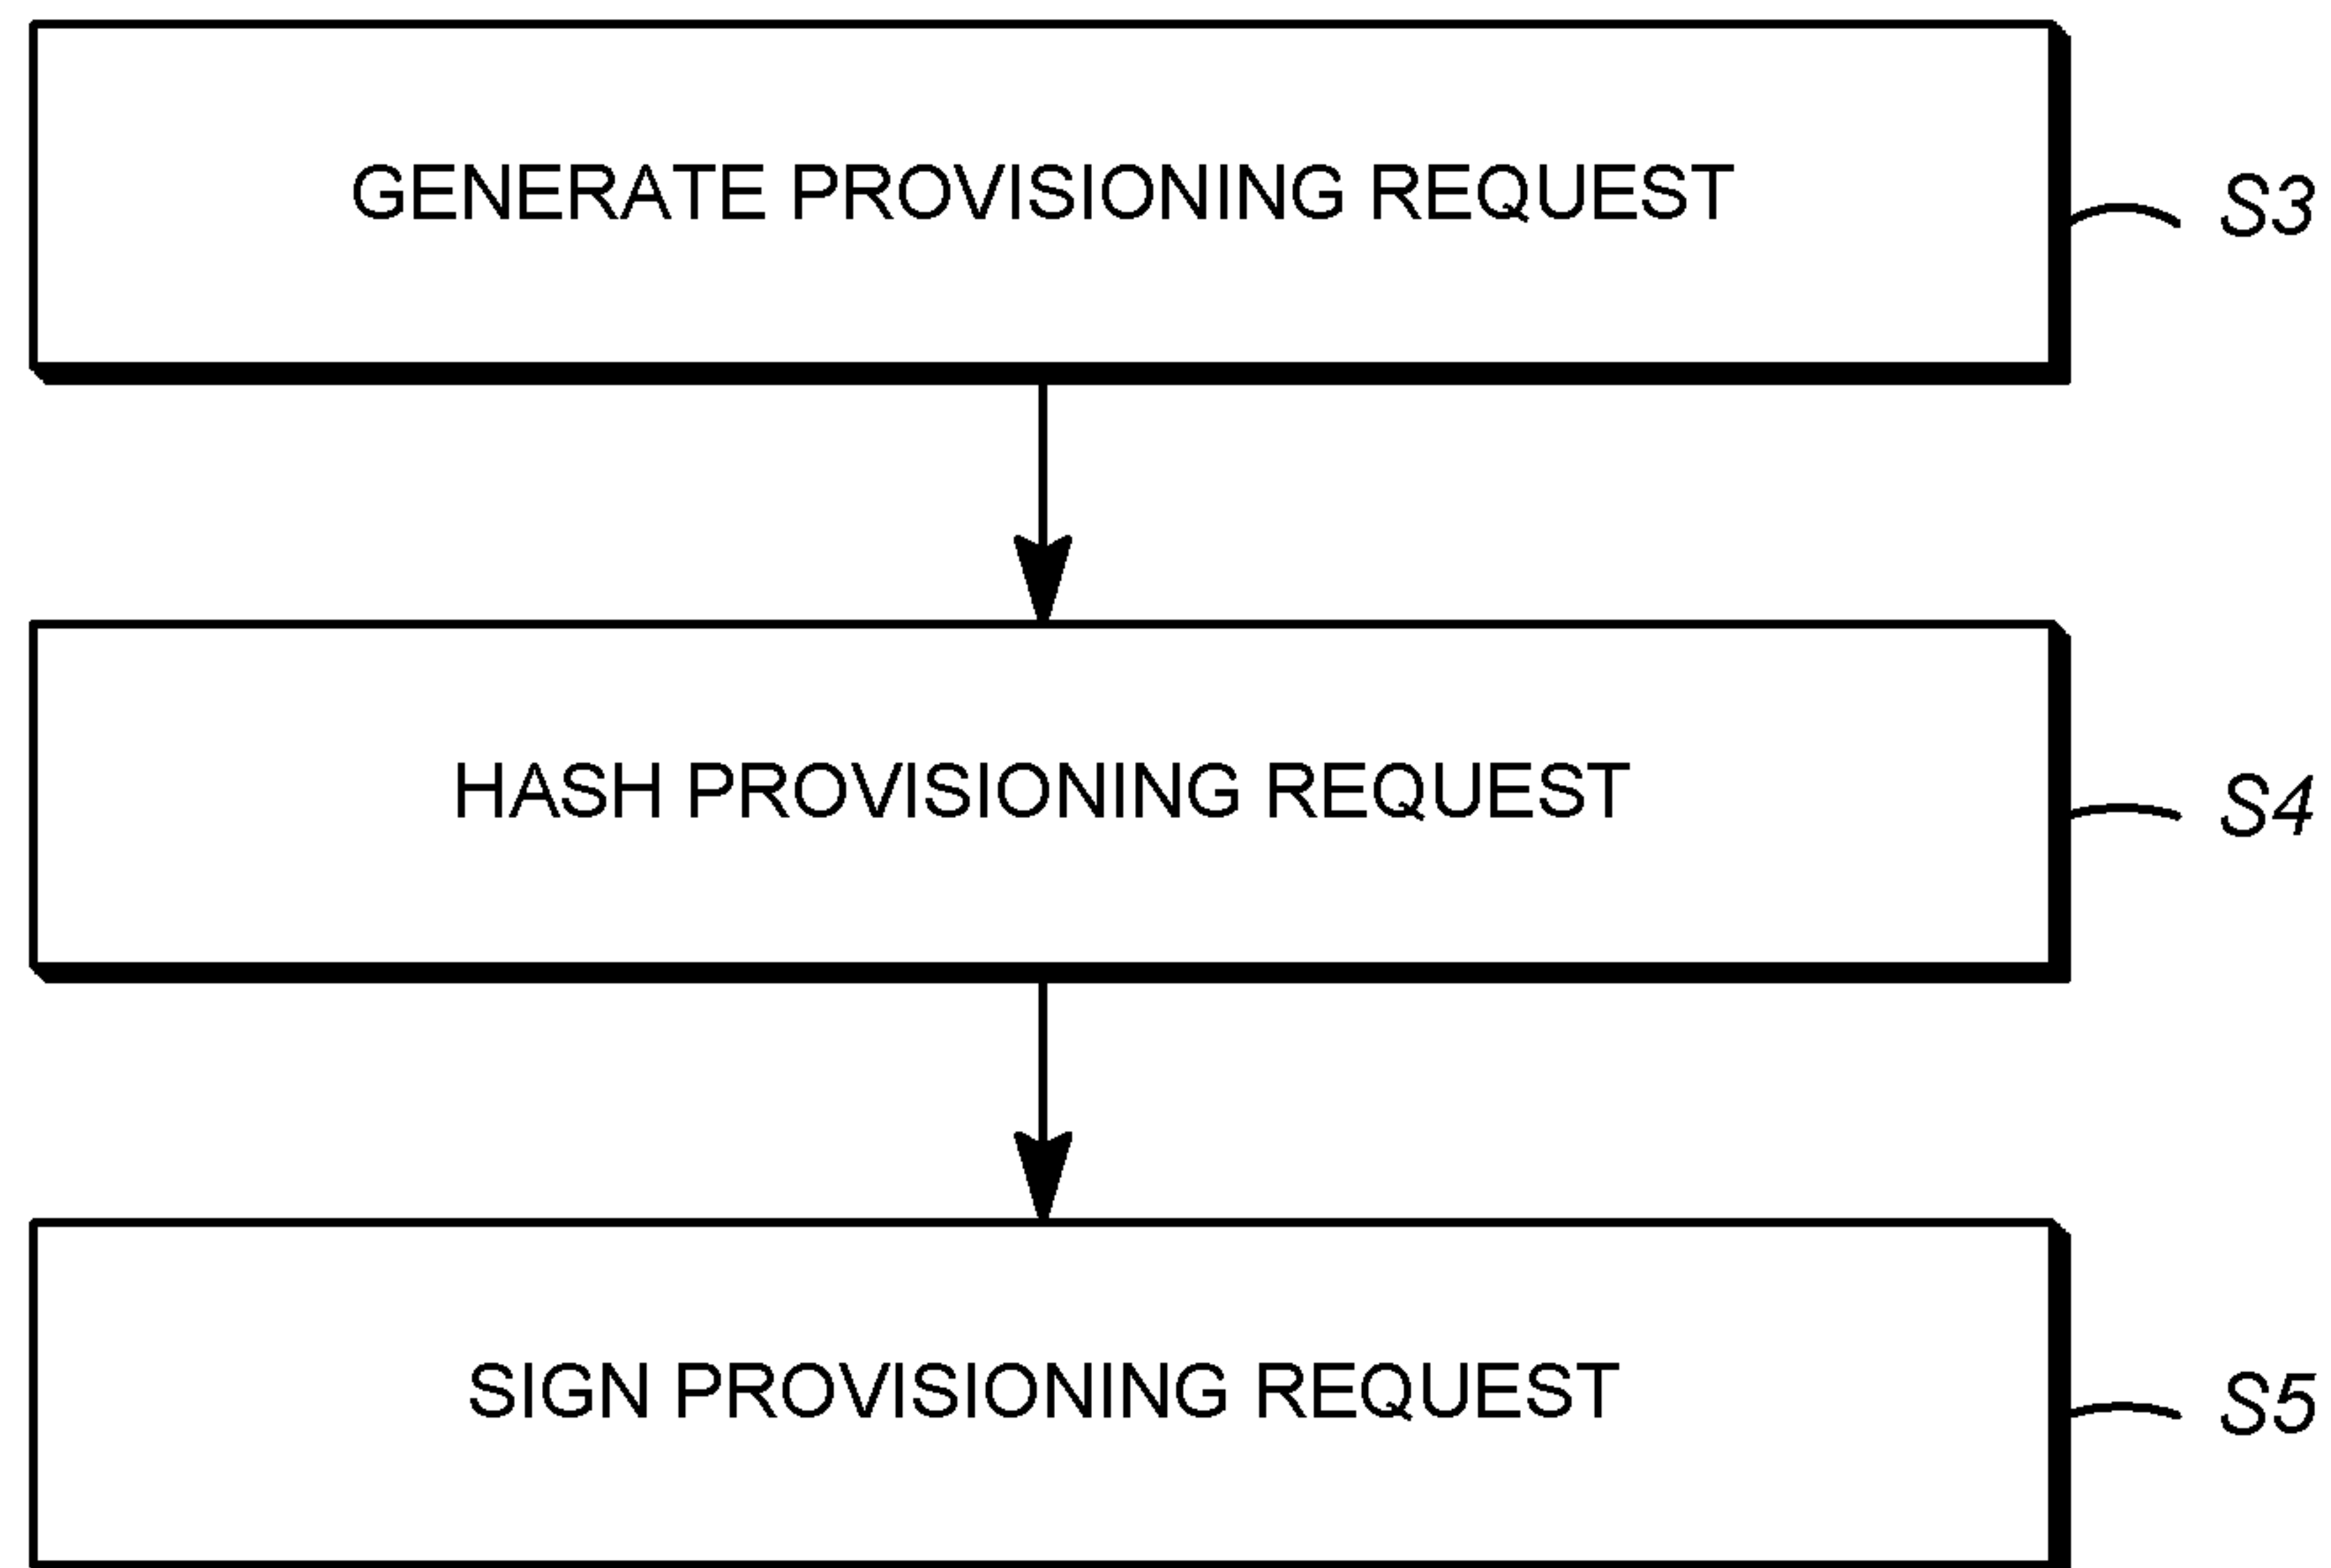 GENERATE PROVISIONING REQUEST
S3
HASH PROVISIONING REQUEST
S4
SIGN PROVISIONING REQUEST
S5